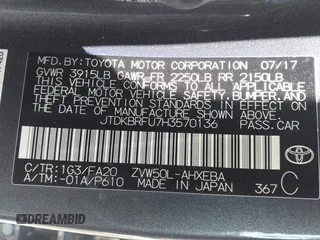 MFD.BY:TOYOTA MOTOR CORPORATION 07/17
GVWR 3915LB GAWR FR 2250LB RR 2150LB
THIS VEHICLE CONFORMS TO ALL APPLICABLE
FEDERAL MOTOR VEHICLE SAFETY,
BUMPER, AND THEFT PREVENTION STANDARDS
IN EFFECT ON THE DATE OF
MANUFACTURE SHOWN ABOVE.
JTDKBRFU7H3570136
PASSENGER CAR
C/TR:1G3/FA20 ZVW50L-AHXEBA
A/TM:-01A/P610 MADE IN JAPAN 367 C
TOYOTA
DREAMBID